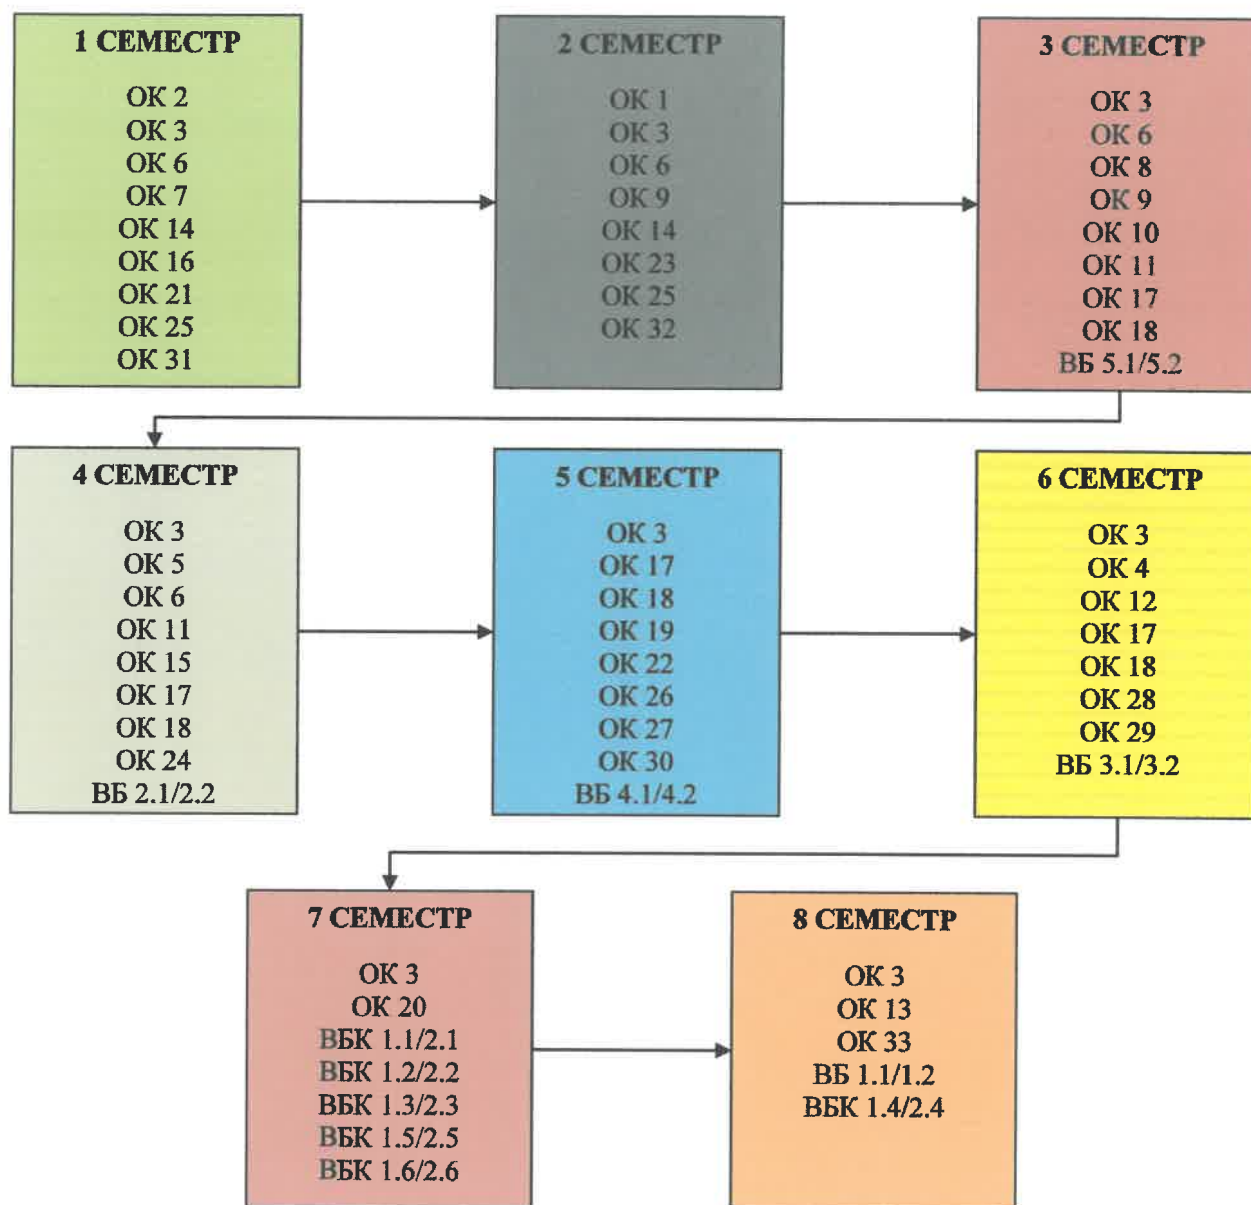 1 СЕМЕСТР
ОК 2
ОК 3
ОК 6
ОК 7
ОК 14
ОК 16
ОК 21
ОК 25
ОК 31
2 СЕМЕСТР
ОК 1
ОК 3
ОК 6
ОК 9
ОК 14
ОК 23
ОК 25
ОК 32
3 СЕМЕСТР
ОК 3
ОК 6
ОК 8
ОК 9
ОК 10
ОК 11
ОК 17
ОК 18
ВБ 5.1/5.2
4 СЕМЕСТР
ОК 3
ОК 5
ОК 6
ОК 11
ОК 15
ОК 17
ОК 18
ОК 24
ВБ 2.1/2.2
5 СЕМЕСТР
ОК 3
ОК 17
ОК 18
ОК 19
ОК 22
ОК 26
ОК 27
ОК 30
ВБ 4.1/4.2
6 СЕМЕСТР
ОК 3
ОК 4
ОК 12
ОК 17
ОК 18
ОК 28
ОК 29
ВБ 3.1/3.2
7 СЕМЕСТР
ОК 3
ОК 20
ВБК 1.1/2.1
ВБК 1.2/2.2
ВБК 1.3/2.3
ВБК 1.5/2.5
ВБК 1.6/2.6
8 СЕМЕСТР
ОК 3
ОК 13
ОК 33
ВБ 1.1/1.2
ВБК 1.4/2.4